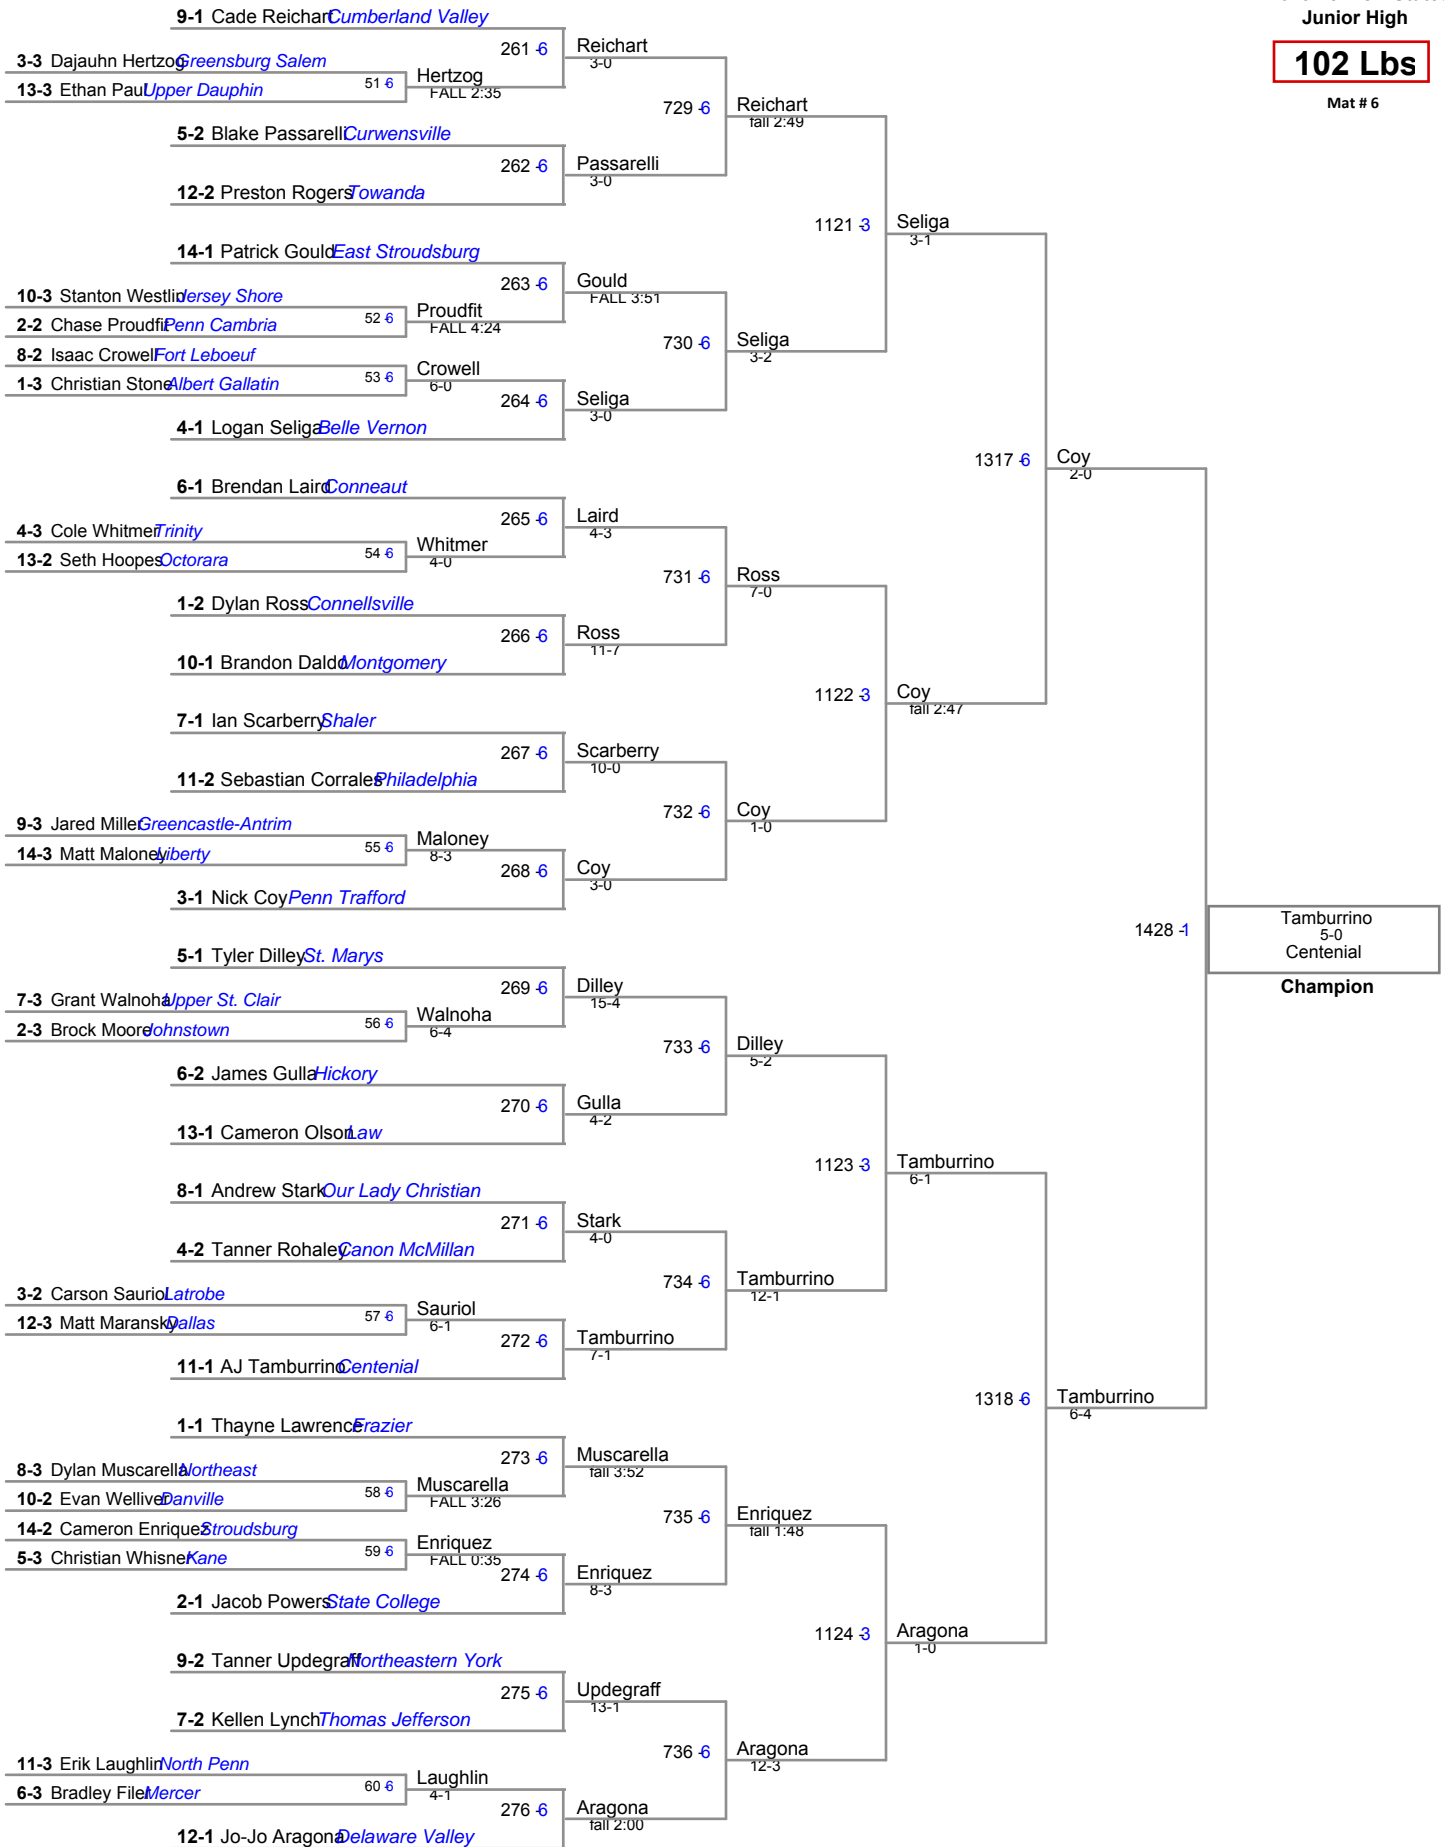 Junior High
102 Lbs
Mat # 6
9-1 Cade Reichart Cumberland Valley
261 -6 Reichart
3-0
3-3 Dajauhn Hertzog Greensburg Salem
51 -6 Hertzog
FALL 2:35
13-3 Ethan Paul Upper Dauphin
729 -6 Reichart
fall 2:49
5-2 Blake Passarelli Curwensville
262 -6 Passarelli
3-0
12-2 Preston Rogers Towanda
1121 -3 Seliga
3-1
14-1 Patrick Gould East Stroudsburg
263 -6 Gould
FALL 3:51
10-3 Stanton Westlin Jersey Shore
52 -6 Proudfit
FALL 4:24
2-2 Chase Proudfit Penn Cambria
730 -6 Seliga
3-2
8-2 Isaac Crowell Fort Leboeuf
53 -6 Crowell
6-0
1-3 Christian Stone Albert Gallatin
264 -6 Seliga
3-0
4-1 Logan Seliga Belle Vernon
1317 -6 Coy
2-0
6-1 Brendan Laird Conneaut
265 -6 Laird
4-3
4-3 Cole Whitmer Trinity
54 -6 Whitmer
4-0
13-2 Seth Hoopes Octorara
731 -6 Ross
7-0
1-2 Dylan Ross Connellsville
266 -6 Ross
11-7
10-1 Brandon Daldo Montgomery
1122 -3 Coy
fall 2:47
7-1 Ian Scarberry Shaler
267 -6 Scarberry
10-0
11-2 Sebastian Corrales Philadelphia
732 -6 Coy
1-0
9-3 Jared Miller Greencastle-Antrim
55 -6 Maloney
8-3
14-3 Matt Maloney Liberty
268 -6 Coy
3-0
3-1 Nick Coy Penn Trafford
1428 -1 Tamburrino
5-0
Centenial
Champion
5-1 Tyler Dilley St. Marys
269 -6 Dilley
15-4
7-3 Grant Walnoha Upper St. Clair
56 -6 Walnoha
6-4
2-3 Brock Moore Johnstown
733 -6 Dilley
5-2
6-2 James Gulla Hickory
270 -6 Gulla
4-2
13-1 Cameron Olson Law
1123 -3 Tamburrino
6-1
8-1 Andrew Stark Our Lady Christian
271 -6 Stark
4-0
4-2 Tanner Rohaley Canon McMillan
734 -6 Tamburrino
12-1
3-2 Carson Sauriol Latrobe
57 -6 Sauriol
6-1
12-3 Matt Maransky Dallas
272 -6 Tamburrino
7-1
11-1 AJ Tamburrino Centenial
1318 -6 Tamburrino
6-4
1-1 Thayne Lawrence Frazier
273 -6 Muscarella
fall 3:52
8-3 Dylan Muscarella Northeast
58 -6 Muscarella
FALL 3:26
10-2 Evan Welliver Danville
735 -6 Enriquez
fall 1:48
14-2 Cameron Enriquez Stroudsburg
59 -6 Enriquez
FALL 0:35
5-3 Christian Whisner Kane
274 -6 Enriquez
8-3
2-1 Jacob Powers State College
1124 -3 Aragona
1-0
9-2 Tanner Updegraff Northeastern York
275 -6 Updegraff
13-1
7-2 Kellen Lynch Thomas Jefferson
736 -6 Aragona
12-3
11-3 Erik Laughlin North Penn
60 -6 Laughlin
4-1
6-3 Bradley Filer Mercer
276 -6 Aragona
fall 2:00
12-1 Jo-Jo Aragona Delaware Valley